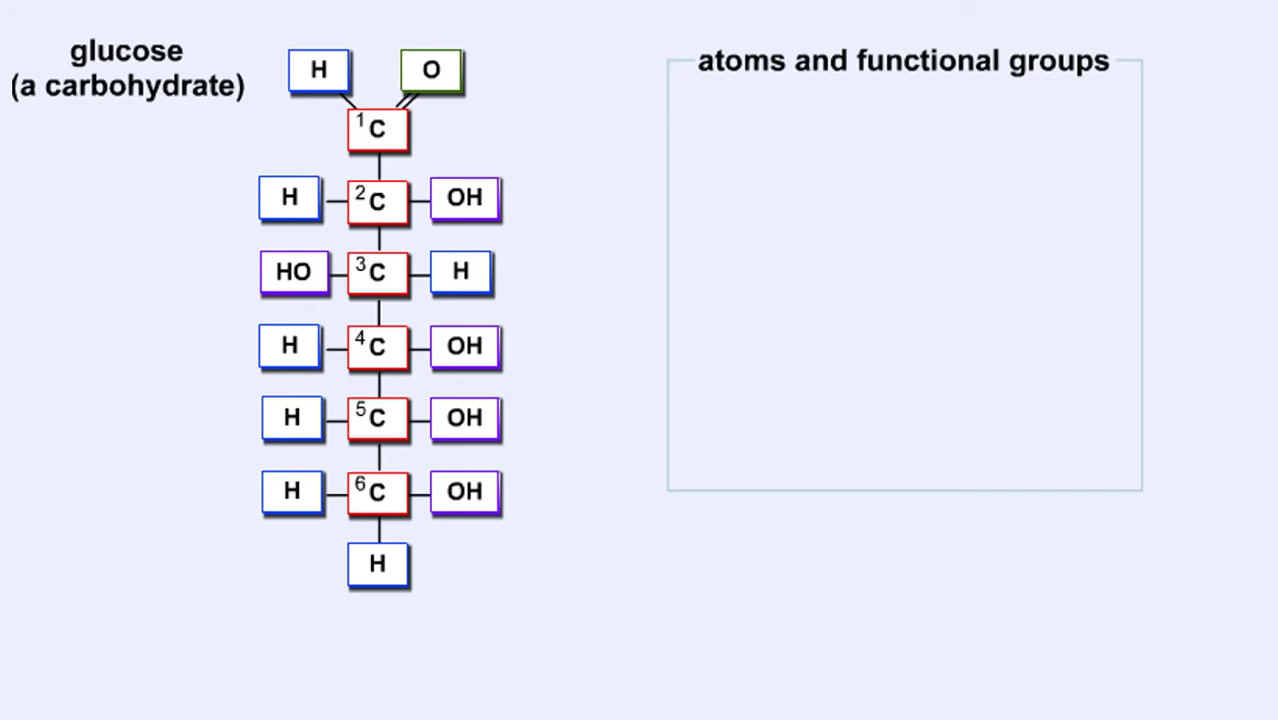 glucose
(a carbohydrate)
atoms and functional groups
H O
1C
H 2C OH
HO 3C H
H 4C OH
H 5C OH
H 6C OH
H